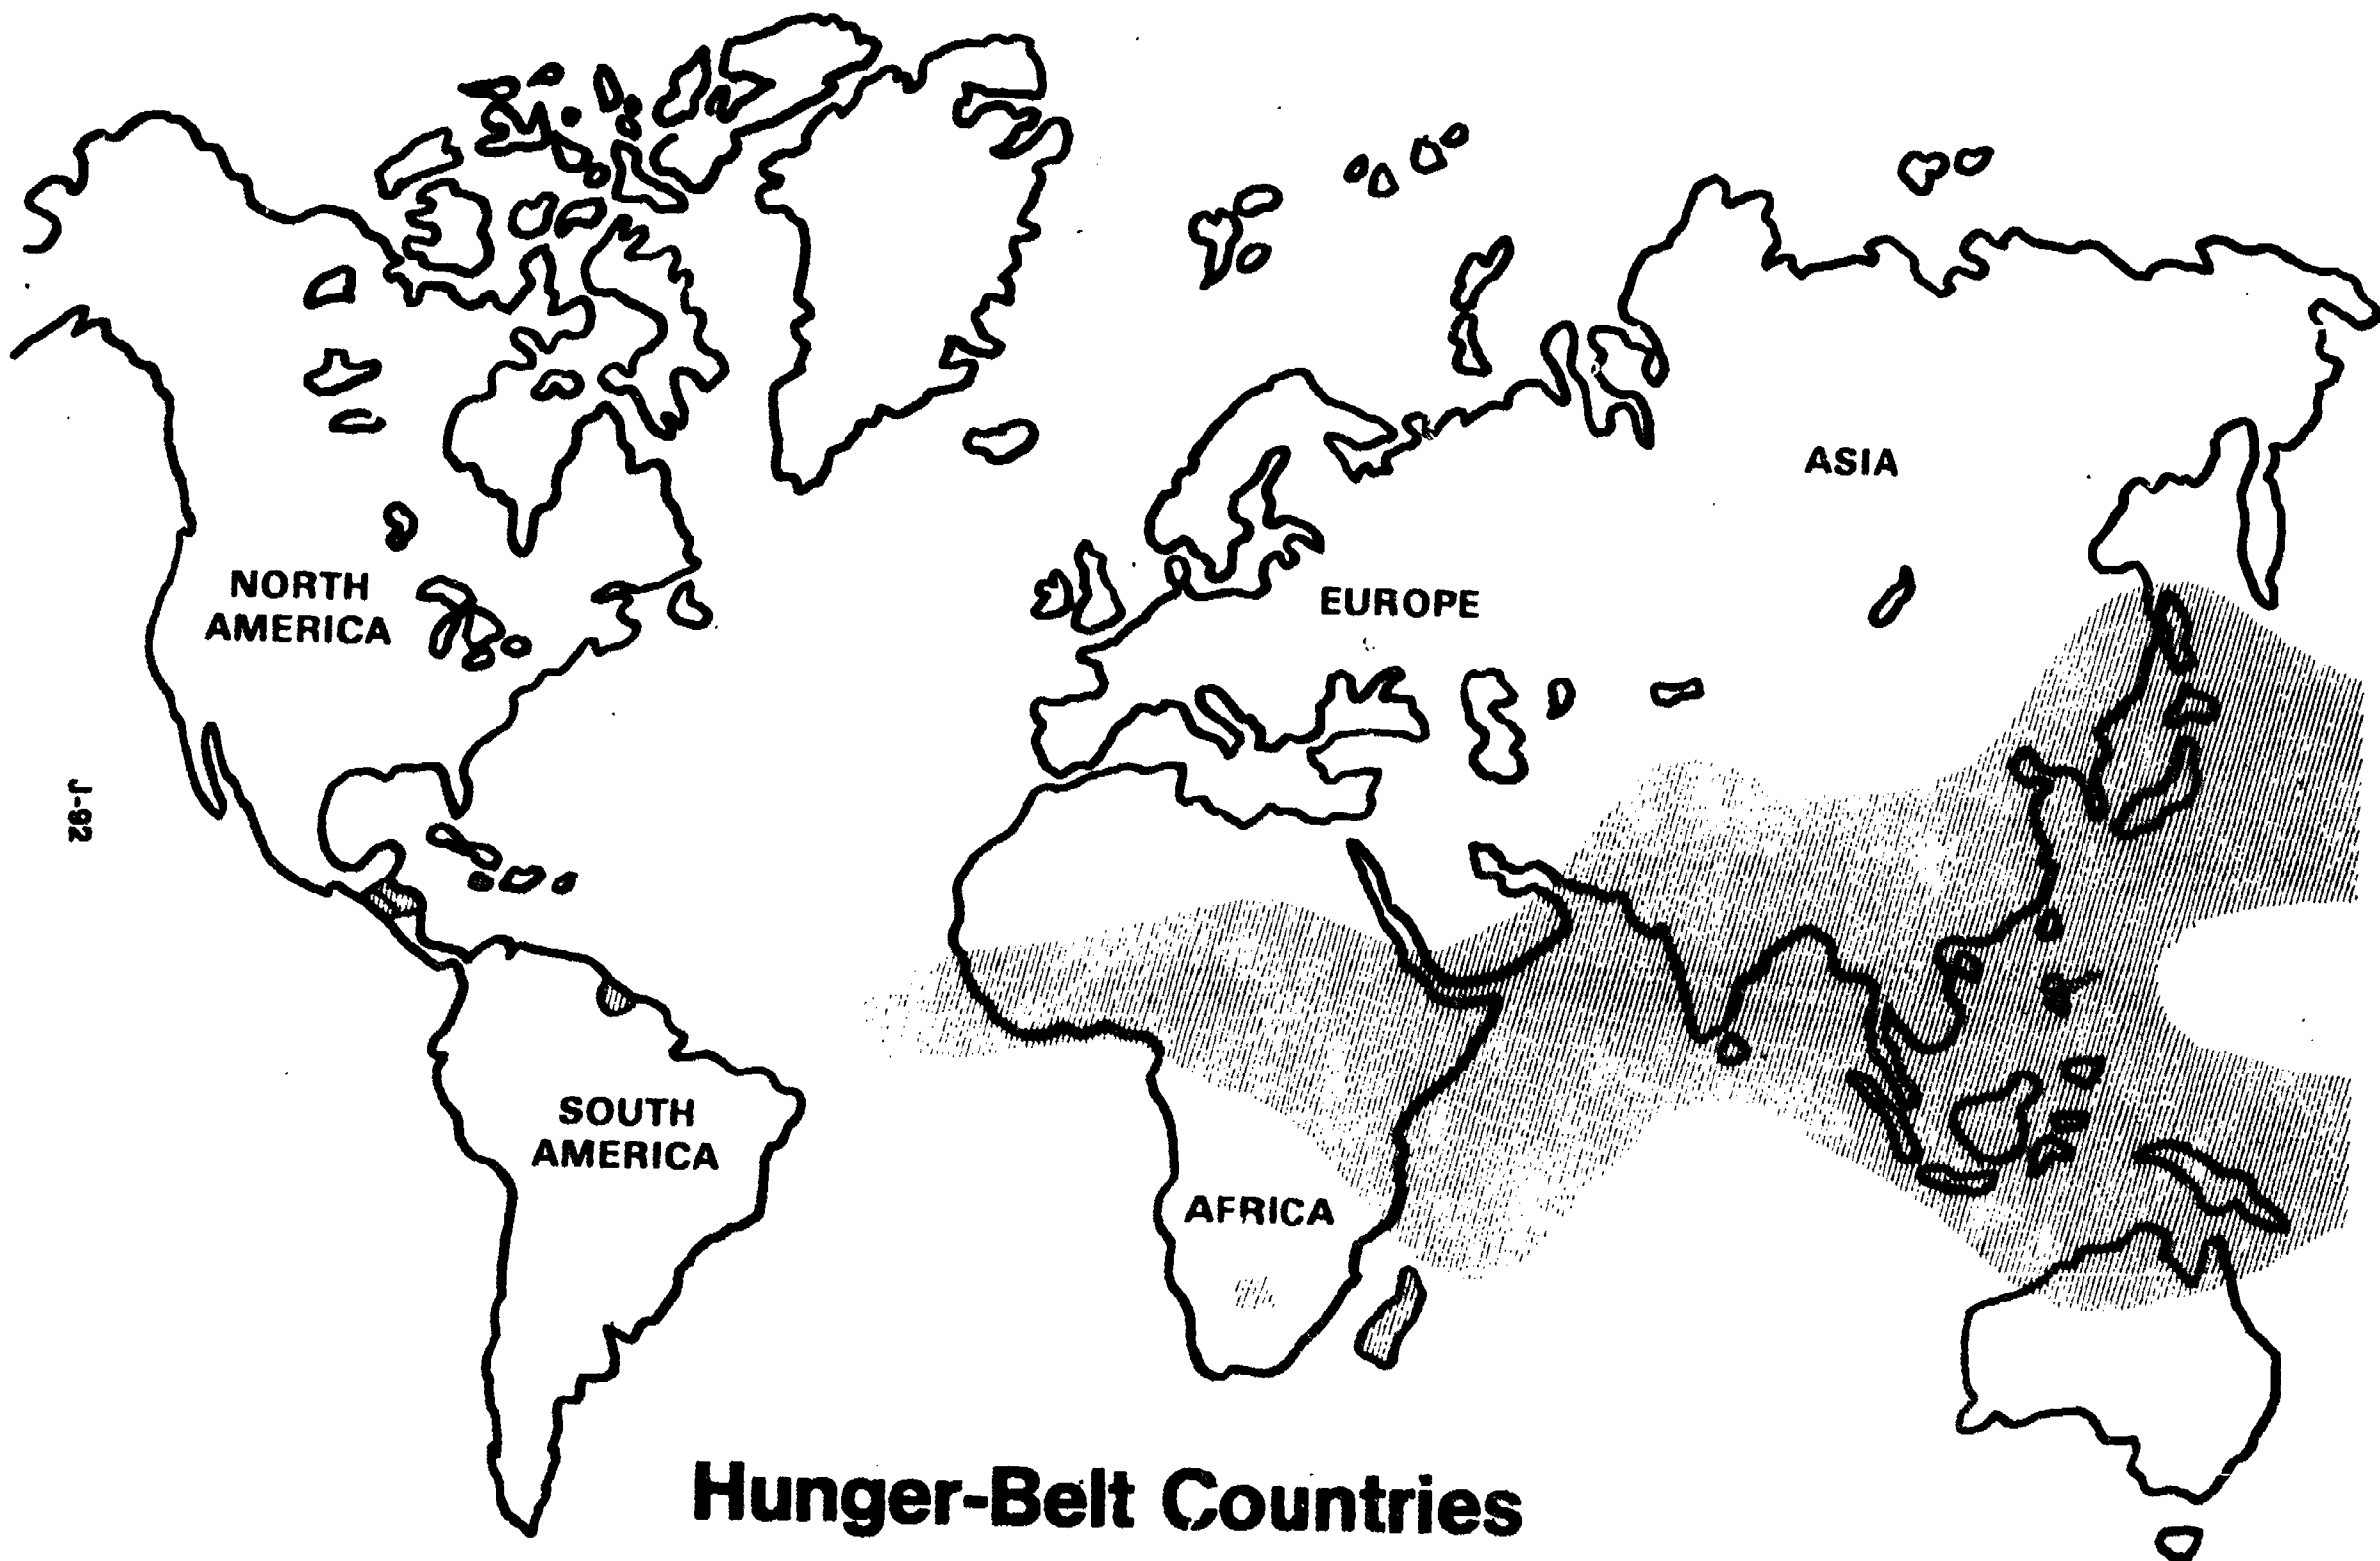 NORTH
AMERICA
ASIA
EUROPE
J-92
SOUTH
AMERICA
AFRICA
Hunger-Belt Countries